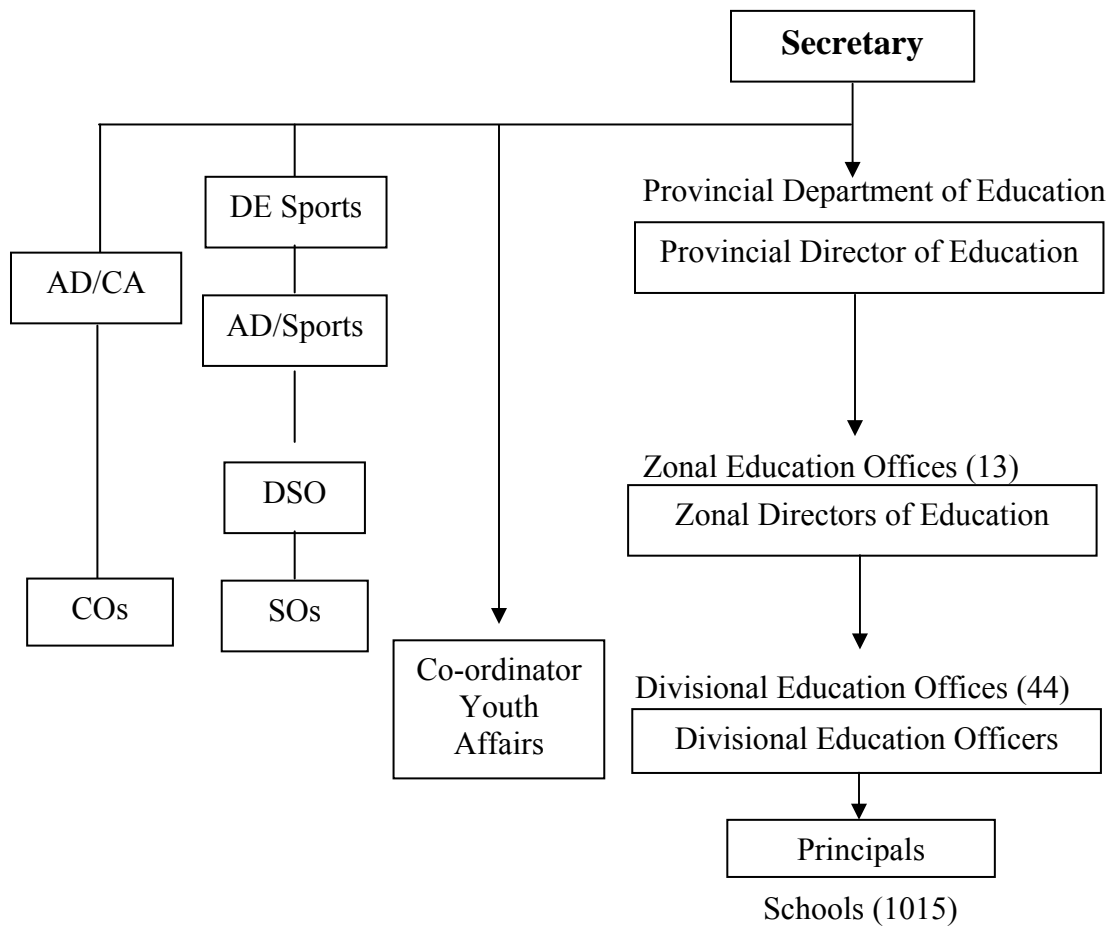 Secretary
Provincial Department of Education
DE Sports
Provincial Director of Education
AD/CA
AD/Sports
Zonal Education Offices (13)
DSO
Zonal Directors of Education
COs
SOs
Co-ordinator
Youth
Affairs
Divisional Education Offices (44)
Divisional Education Officers
Principals
Schools (1015)